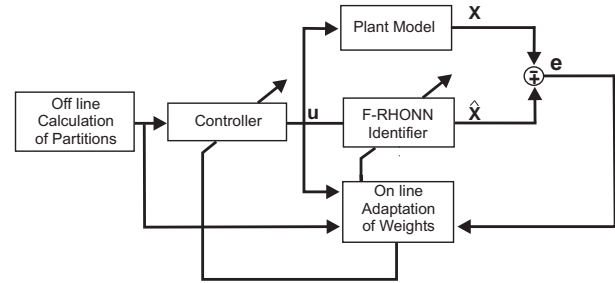 Plant Model
X
e
-
+
Off line
Calculation
of Partitions
Controller
u
F-RHONN
Identifier
X̂
On line
Adaptation
of Weights